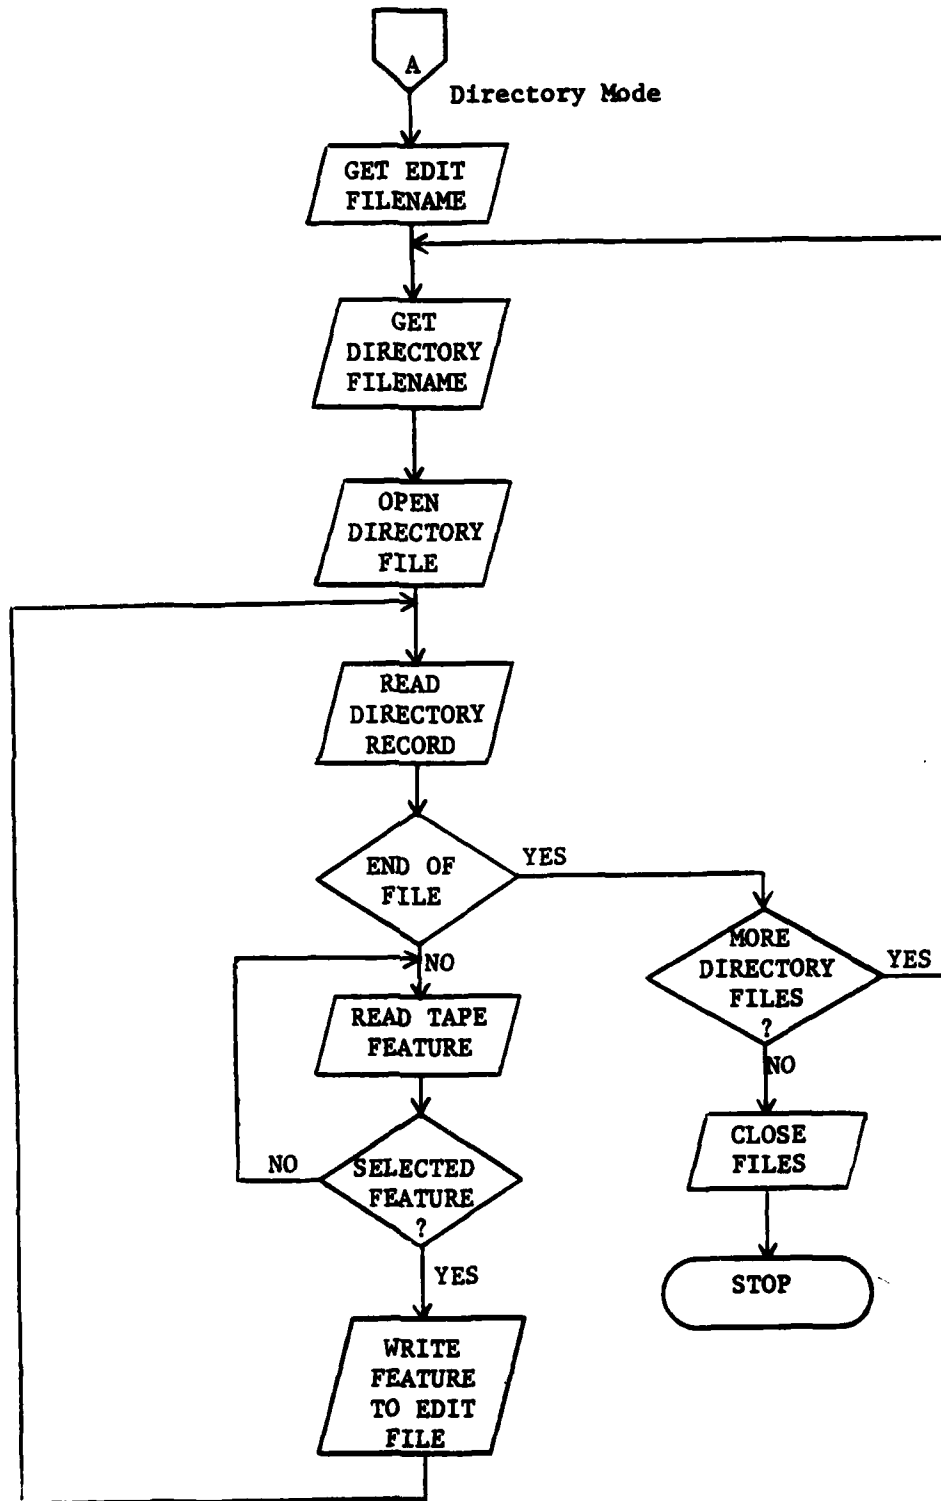 A
Directory Mode
GET EDIT
FILENAME
GET
DIRECTORY
FILENAME
OPEN
DIRECTORY
FILE
READ
DIRECTORY
RECORD
END OF
FILE
YES
NO
MORE
DIRECTORY
FILES
?
YES
NO
READ TAPE
FEATURE
SELECTED
FEATURE
?
NO
YES
CLOSE
FILES
STOP
WRITE
FEATURE
TO EDIT
FILE